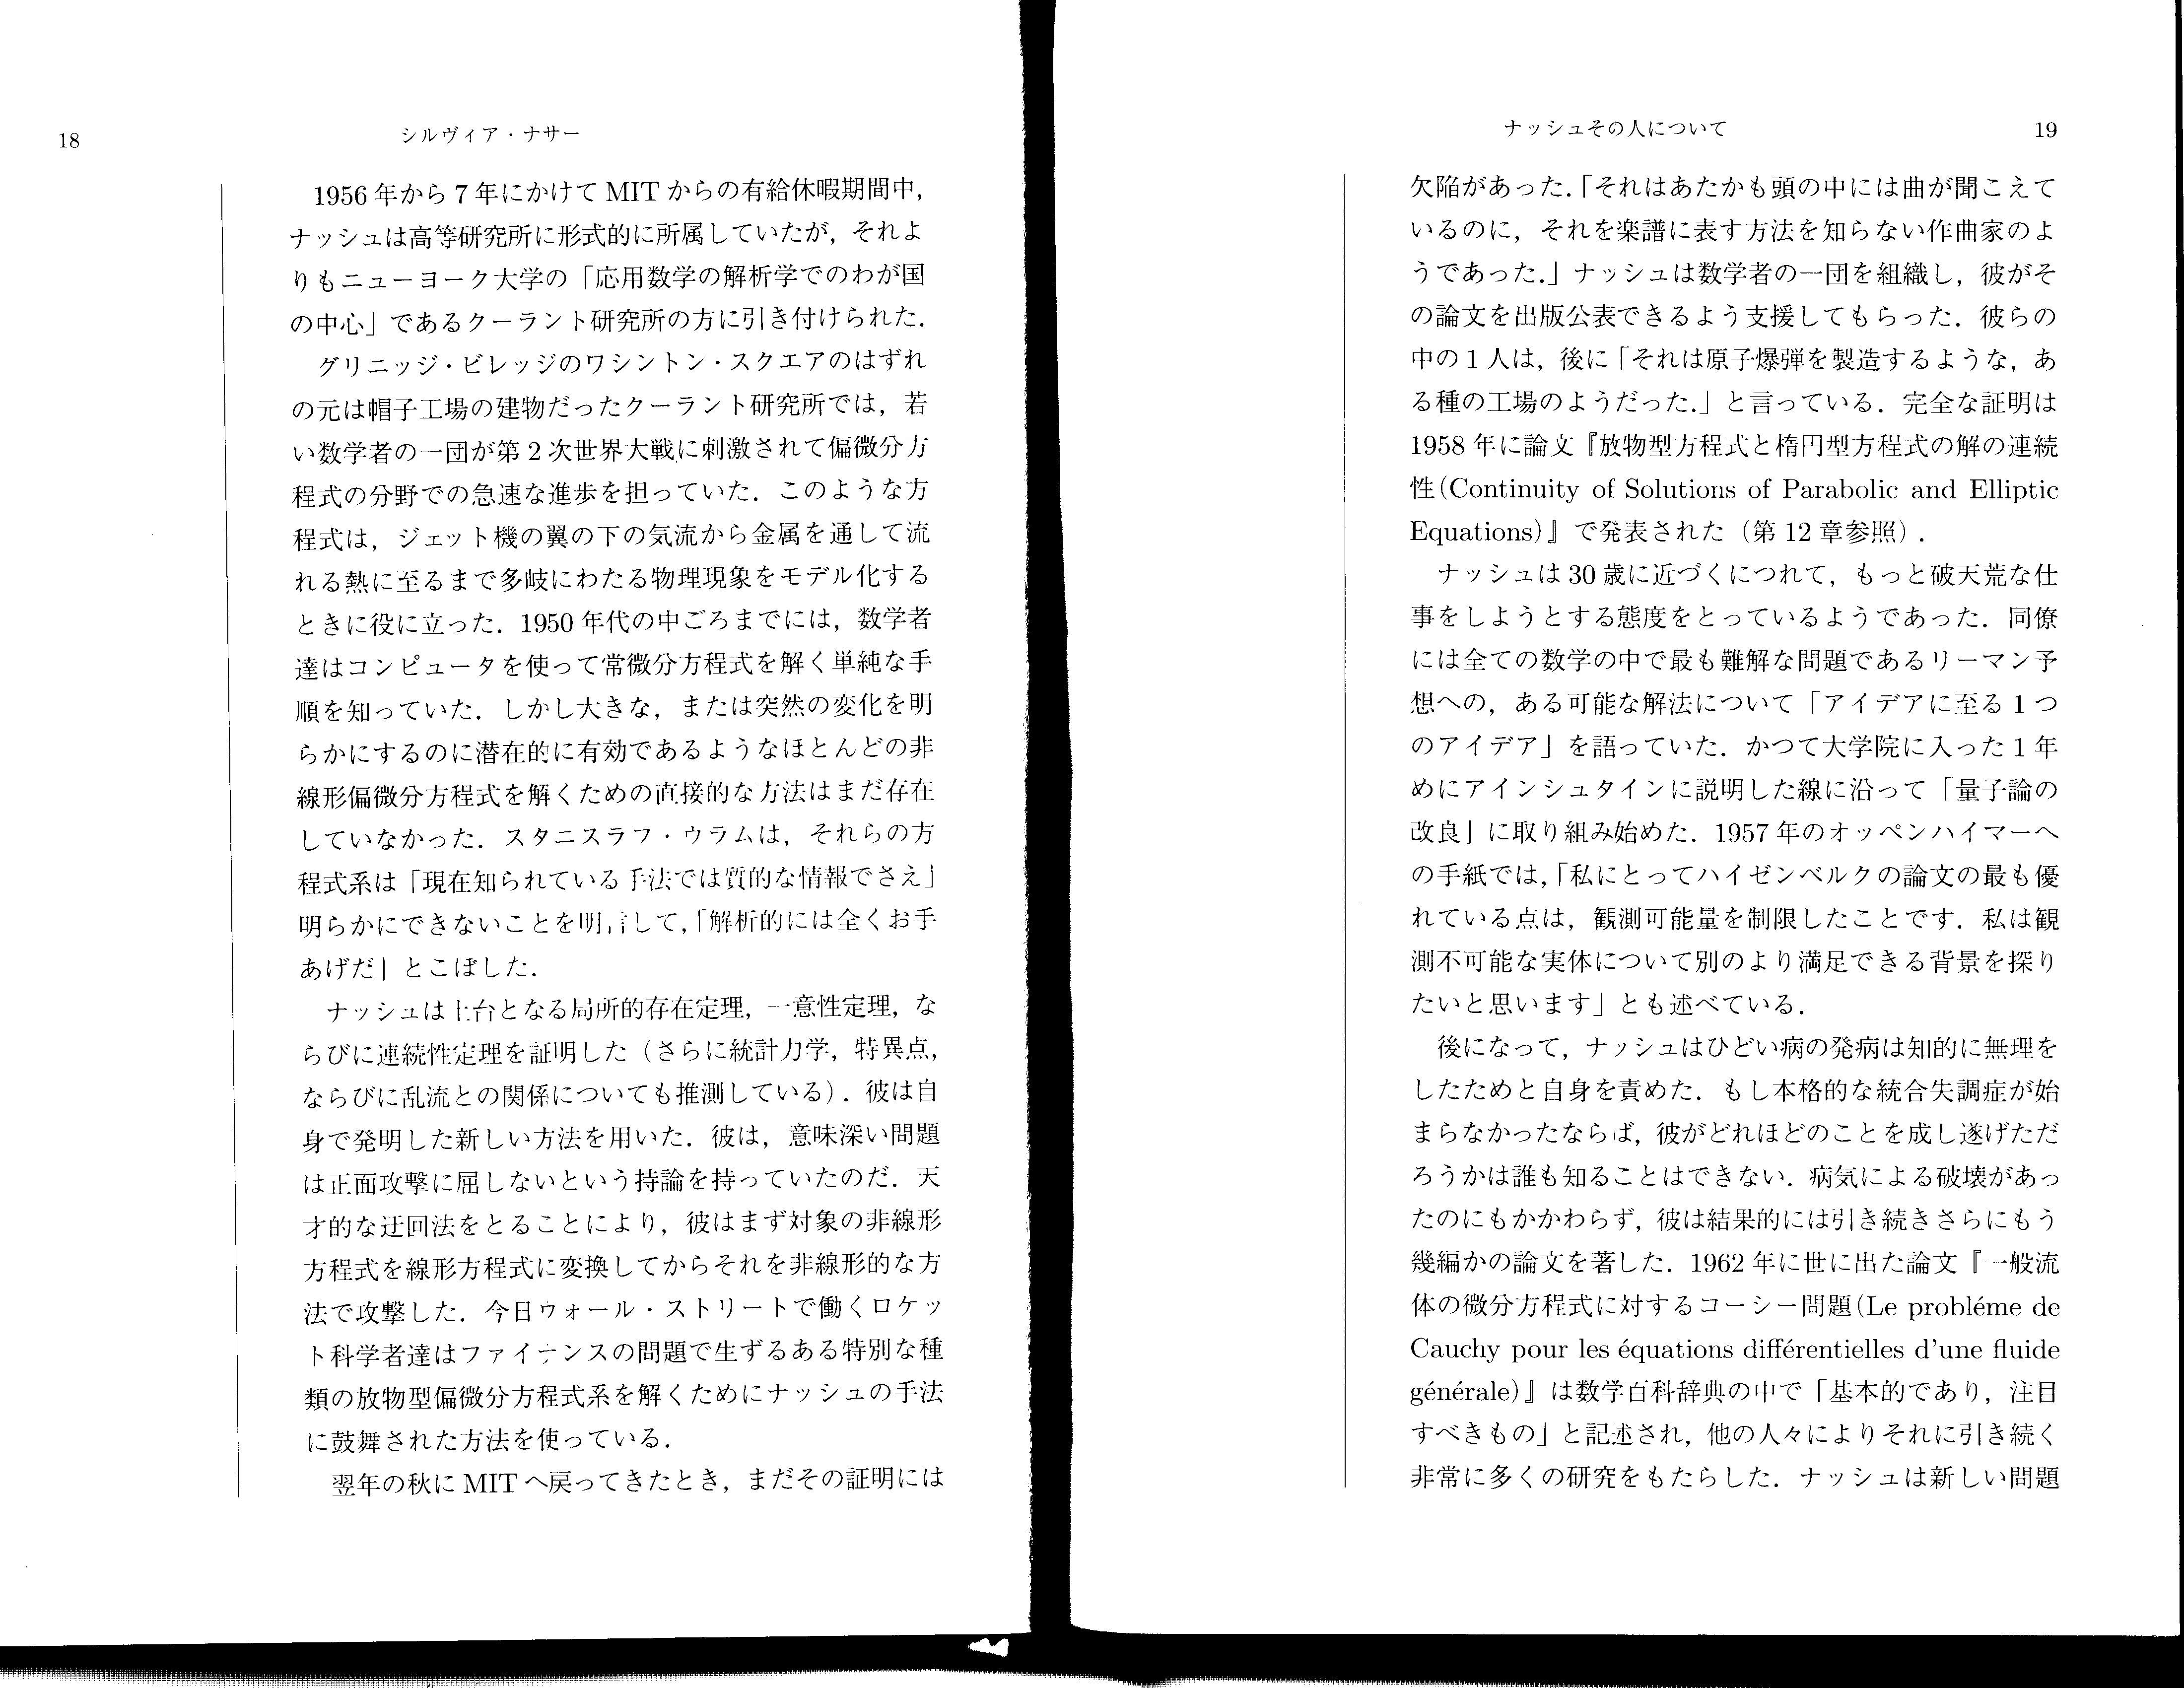 18
シルヴィア・ナサー
1956年から7年にかけてMITからの有給休暇期間中，
ナッシュは高等研究所に形式的に所属していたが，それよ
りもニューヨーク大学の「応用数学の解析学でのわが国
の中心」であるクーラント研究所の方に引き付けられた．
グリニッジ・ビレッジのワシントン・スクエアのはずれ
の元は帽子工場の建物だったクーラント研究所では，若
い数学者の一団が第2次世界大戦に刺激されて偏微分方
程式の分野での急速な進歩を担っていた．このような方
程式は，ジェット機の翼の下の気流から金属を通して流
れる熱に至るまで多岐にわたる物理現象をモデル化する
ときに役に立った．1950年代の中ごろまでには，数学者
達はコンピュータを使って常微分方程式を解く単純な手
順を知っていた．しかし大きな，または突然の変化を明
らかにするのに潜在的に有効であるようなほとんどの非
線形偏微分方程式を解くための直接的な方法はまだ存在
していなかった．スタニスラフ・ウラムは，それらの方
程式系は「現在知られている手法では質的な情報でさえ」
明らかにできないことを明言して，「解析的には全くお手
あげだ」とこぼした．
ナッシュは土台となる局所的存在定理，一意性定理，な
らびに連続性定理を証明した（さらに統計力学，特異点，
ならびに乱流との関係についても推測している）．彼は自
身で発明した新しい方法を用いた．彼は，意味深い問題
は正面攻撃に屈しないという持論を持っていたのだ．天
才的な迂回法をとることにより，彼はまず対象の非線形
方程式を線形方程式に変換してからそれを非線形的な方
法で攻撃した．今日ウォール・ストリートで働くロケッ
ト科学者達はファイナンスの問題で生ずるある特別な種
類の放物型偏微分方程式系を解くためにナッシュの手法
に鼓舞された方法を使っている．
翌年の秋にMITへ戻ってきたとき，まだその証明には
ナッシュその人について
19
欠陥があった．「それはあたかも頭の中には曲が聞こえて
いるのに，それを楽譜に表す方法を知らない作曲家のよ
うであった．」ナッシュは数学者の一団を組織し，彼がそ
の論文を出版公表できるよう支援してもらった．彼らの
中の1人は，後に「それは原子爆弾を製造するような，あ
る種の工場のようだった．」と言っている．完全な証明は
1958年に論文『放物型方程式と楕円型方程式の解の連続
性(Continuity of Solutions of Parabolic and Elliptic
Equations)』で発表された（第12章参照）．
ナッシュは30歳に近づくにつれて，もっと破天荒な仕
事をしようとする態度をとっているようであった．同僚
には全ての数学の中で最も難解な問題であるリーマン予
想への，ある可能な解法について「アイデアに至る1つ
のアイデア」を語っていた．かつて大学院に入った1年
めにアインシュタインに説明した線に沿って「量子論の
改良」に取り組み始めた．1957年のオッペンハイマーへ
の手紙では，「私にとってハイゼンベルクの論文の最も優
れている点は，観測可能量を制限したことです．私は観
測不可能な実体について別のより満足できる背景を探り
たいと思います」とも述べている．
後になって，ナッシュはひどい病の発病は知的に無理を
したためと自身を責めた．もし本格的な統合失調症が始
まらなかったならば，彼がどれほどのことを成し遂げただ
ろうかは誰も知ることはできない．病気による破壊があっ
たのにもかかわらず，彼は結果的には引き続きさらにもう
幾編かの論文を著した．1962年に世に出た論文『一般流
体の微分方程式に対するコーシー問題(Le probléme de
Cauchy pour les équations différentielles d'une fluide
générale)』は数学百科辞典の中で「基本的であり，注目
すべきもの」と記述され，他の人々によりそれに引き続く
非常に多くの研究をもたらした．ナッシュは新しい問題